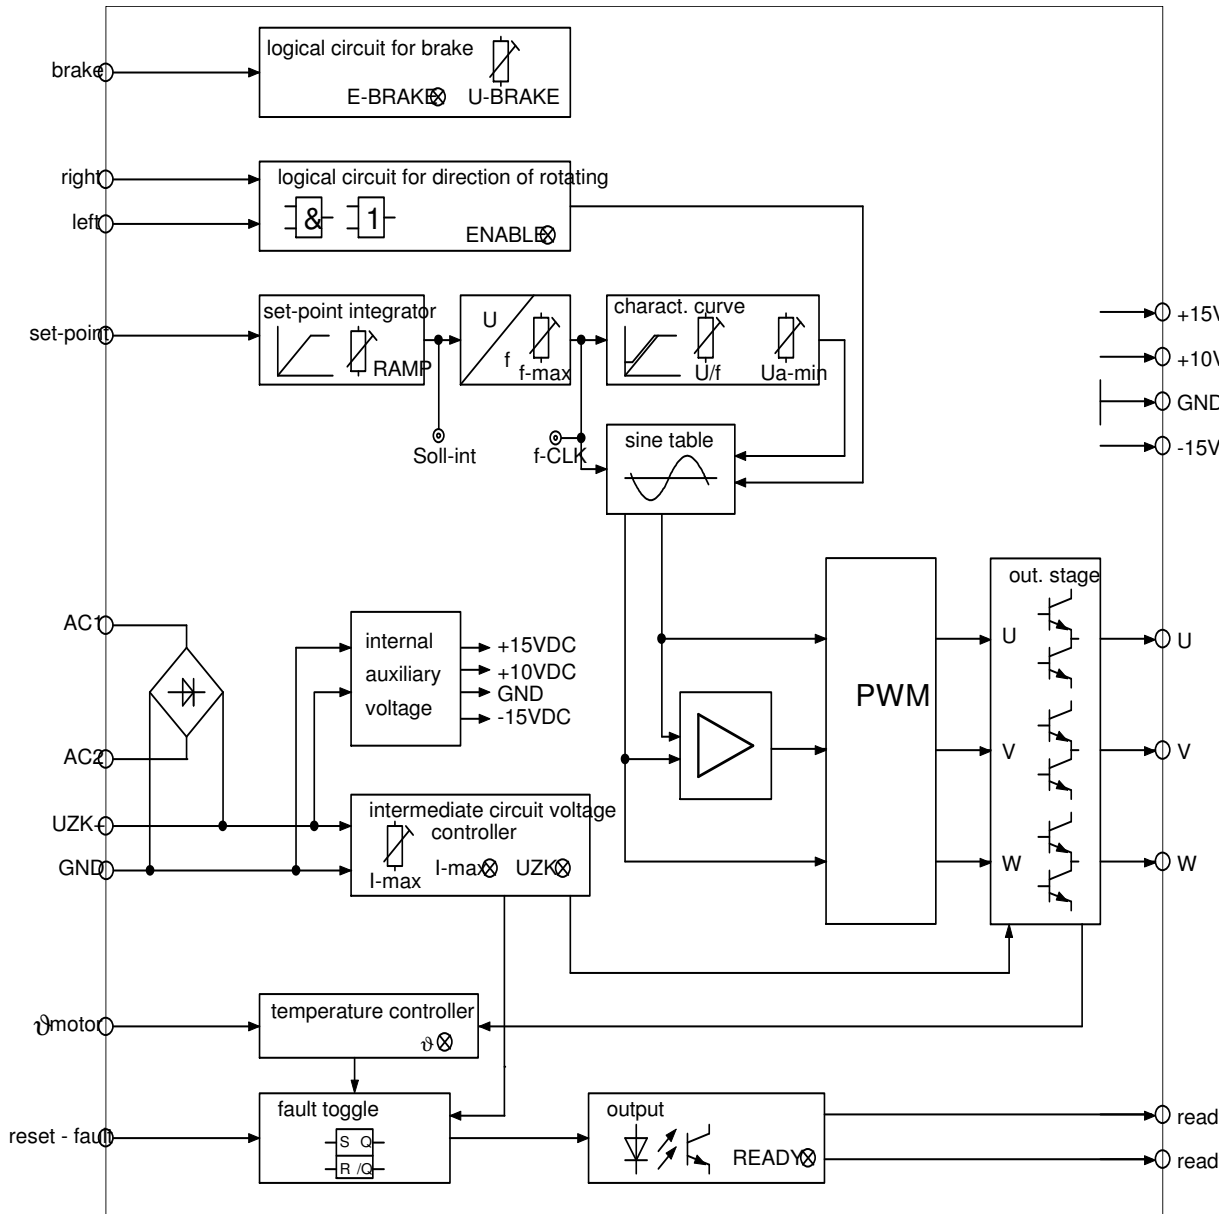 brake
logical circuit for brake
E-BRAKE
U-BRAKE
right
left
logical circuit for direction of rotating
&
1
ENABLE
set-point
set-point integrator
RAMP
U
f
f-max
charact. curve
U/f
Ua-min
Soll-int
f-CLK
sine table
+15V
+10V
GND
-15V
AC1
AC2
internal
auxiliary
voltage
+15VDC
+10VDC
GND
-15VDC
UZK+
GND
intermediate circuit voltage
controller
I-max
I-max
UZK
PWM
out. stage
U
V
W
U
V
W
ϑmotor
temperature controller
ϑ
reset - fault
fault toggle
S Q
R /Q
output
READY
read
read